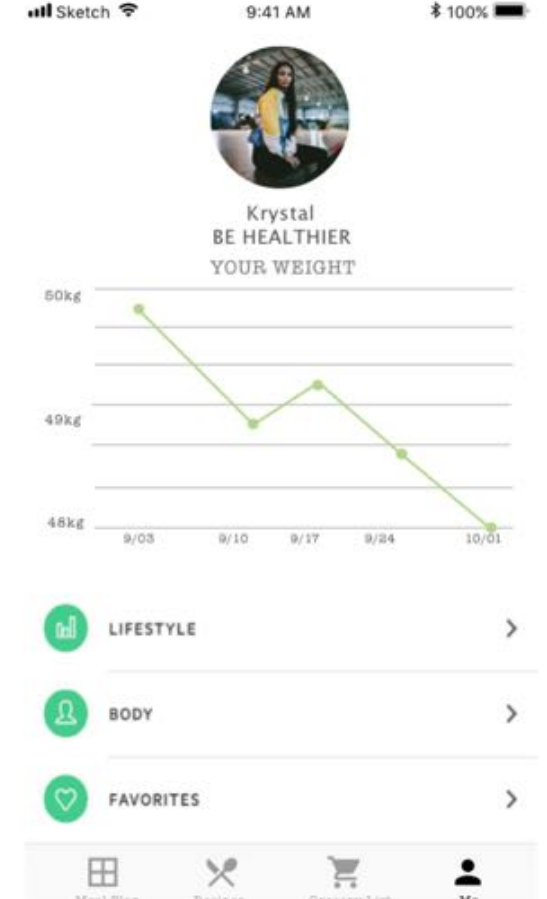 Sketch 9:41 AM 100%
Krystal
BE HEALTHIER
YOUR WEIGHT
50kg
49kg
48kg
9/03 9/10 9/17 9/24 10/01
LIFESTYLE
BODY
FAVORITES